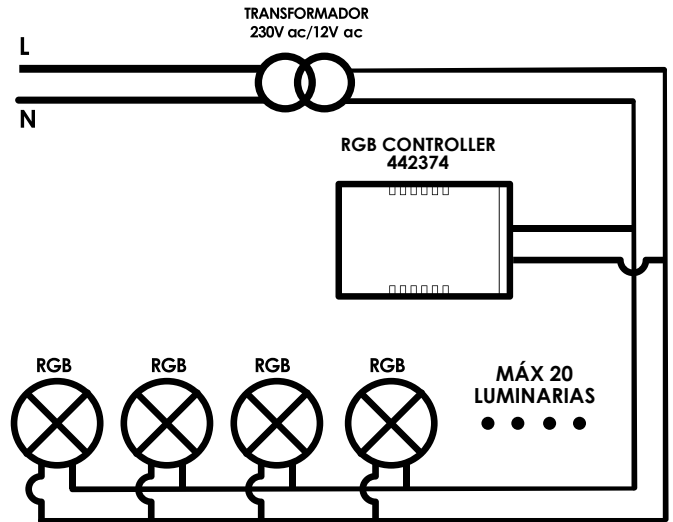 TRANSFORMADOR
230V ac/12V ac
L
N
RGB CONTROLLER
442374
RGB
RGB
RGB
RGB
MÁX 20
LUMINARIAS